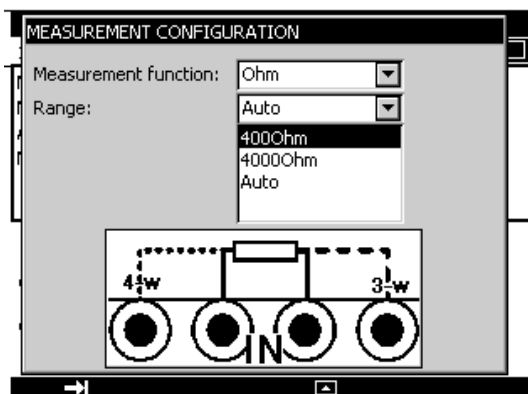 MEASUREMENT CONFIGURATION
Measurement function: Ohm
Range: Auto
400Ohm
4000Ohm
Auto
4-w 3-w
IN